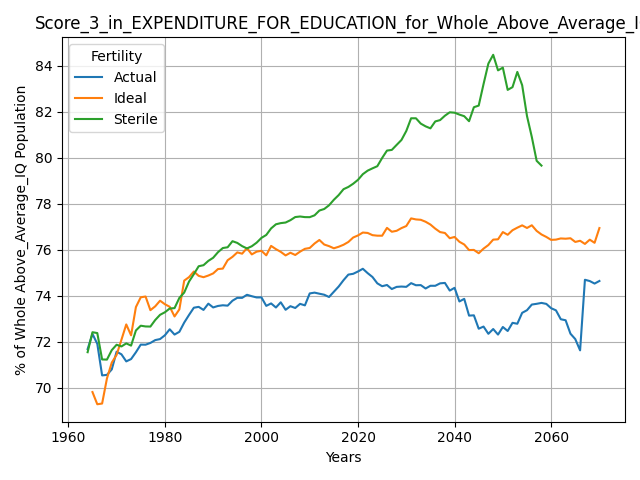 Score_3_in_EXPENDITURE_FOR_EDUCATION_for_Whole_Above_Average_I
Fertility
Actual
Ideal
Sterile
% of Whole Above_Average_IQ Population
84
82
80
78
76
74
72
70
1960
1980
2000
2020
2040
2060
Years